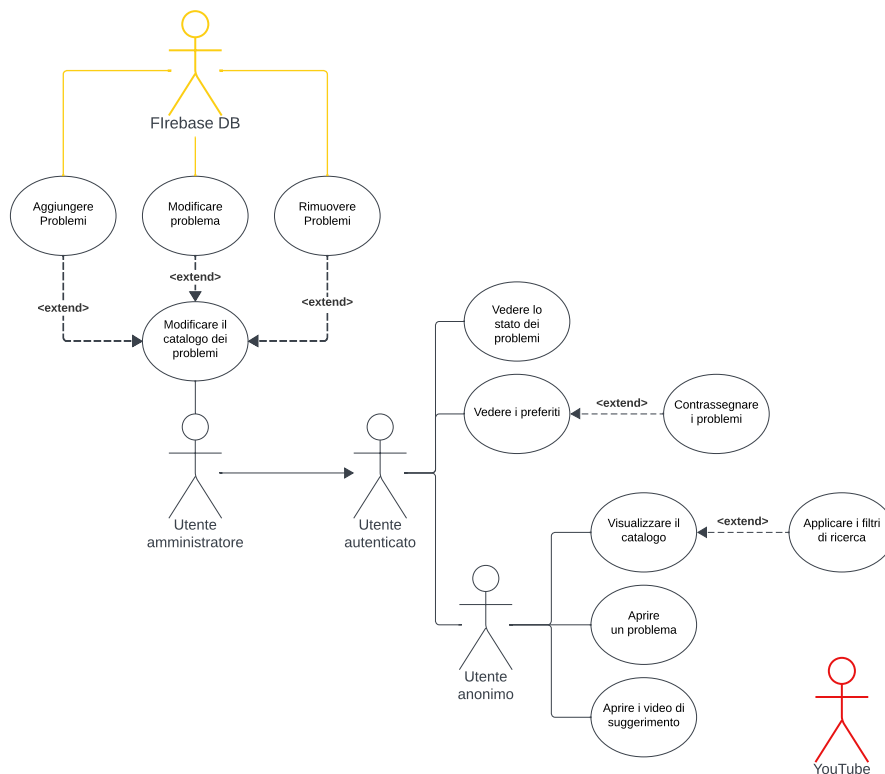 FIrebase DB
Aggiungere
Problemi
Modificare
problema
Rimuovere
Problemi
<extend>
<extend>
<extend>
Modificare il
catalogo dei
problemi
Vedere lo
stato dei
problemi
Vedere i preferiti
<extend>
Contrassegnare
i problemi
Utente
amministratore
Utente
autenticato
Visualizzare il
catalogo
<extend>
Applicare i filtri
di ricerca
Aprire
un problema
Utente
anonimo
Aprire i video di
suggerimento
YouTube